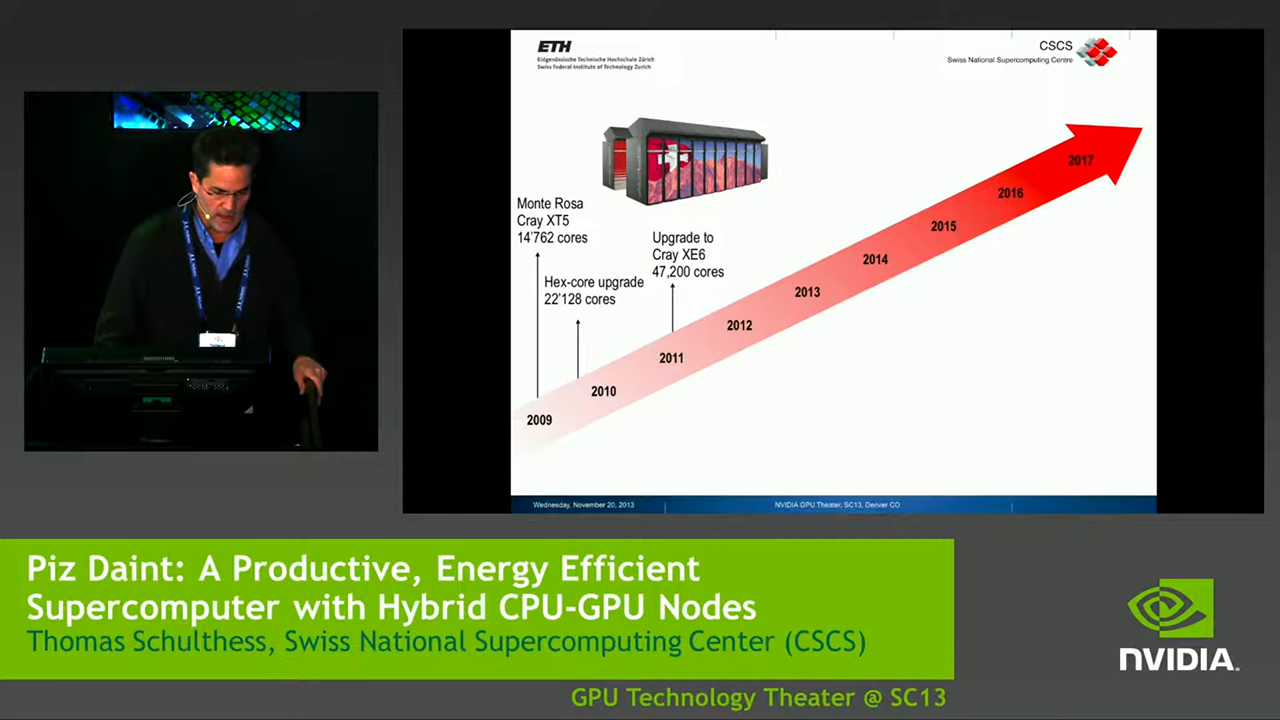 ETH
Eidgenössische Technische Hochschule Zürich
Swiss Federal Institute of Technology Zurich
CSCS
Swiss National Supercomputing Centre
Monte Rosa
Cray XT5
14'762 cores
Hex-core upgrade
22'128 cores
Upgrade to
Cray XE6
47,200 cores
2009
2010
2011
2012
2013
2014
2015
2016
2017
Wednesday, November 20, 2013
NVIDIA GPU Theater, SC13, Denver CO
Piz Daint: A Productive, Energy Efficient
Supercomputer with Hybrid CPU-GPU Nodes
Thomas Schulthess, Swiss National Supercomputing Center (CSCS)
GPU Technology Theater @ SC13
NVIDIA.